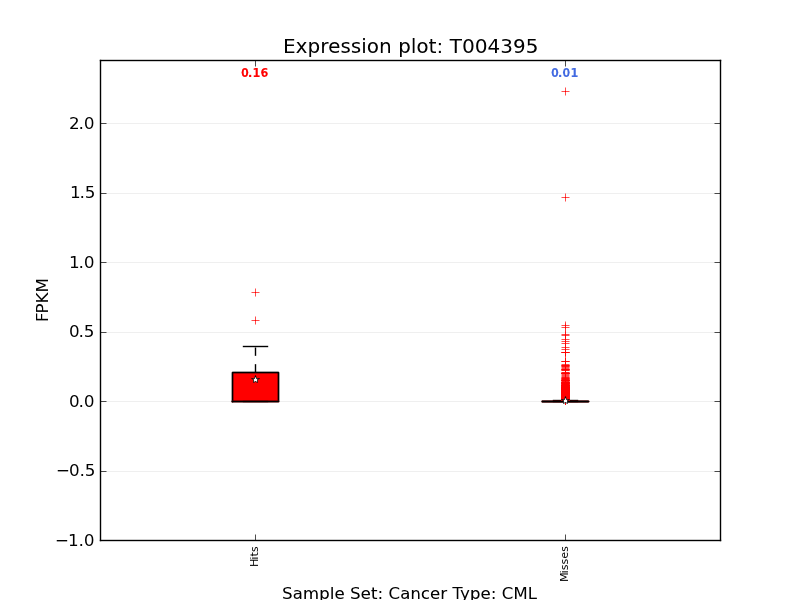 Expression plot: T004395
0.16
0.01
2.0
1.5
1.0
0.5
0.0
−0.5
−1.0
FPKM
Hits
Misses
Sample Set: Cancer Type: CML